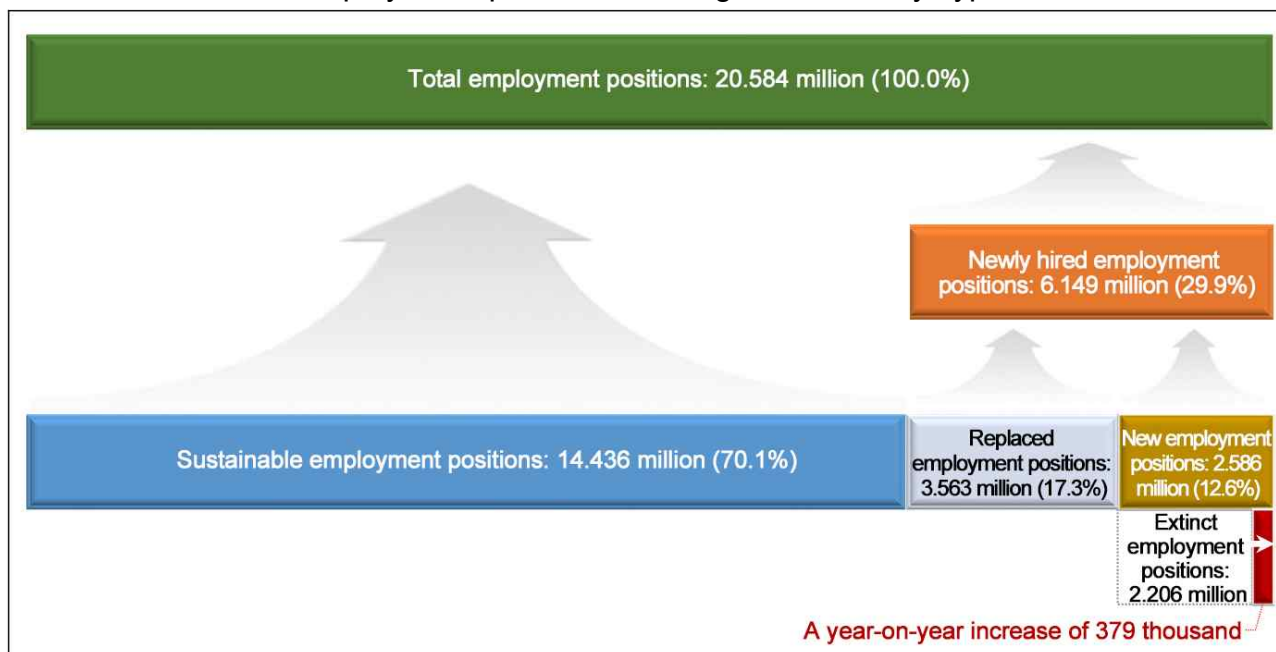 Total employment positions: 20.584 million (100.0%)
Newly hired employment
positions: 6.149 million (29.9%)
Sustainable employment positions: 14.436 million (70.1%)
Replaced
employment positions:
3.563 million (17.3%)
New employment
positions: 2.586
million (12.6%)
Extinct
employment
positions:
2.206 million
A year-on-year increase of 379 thousand